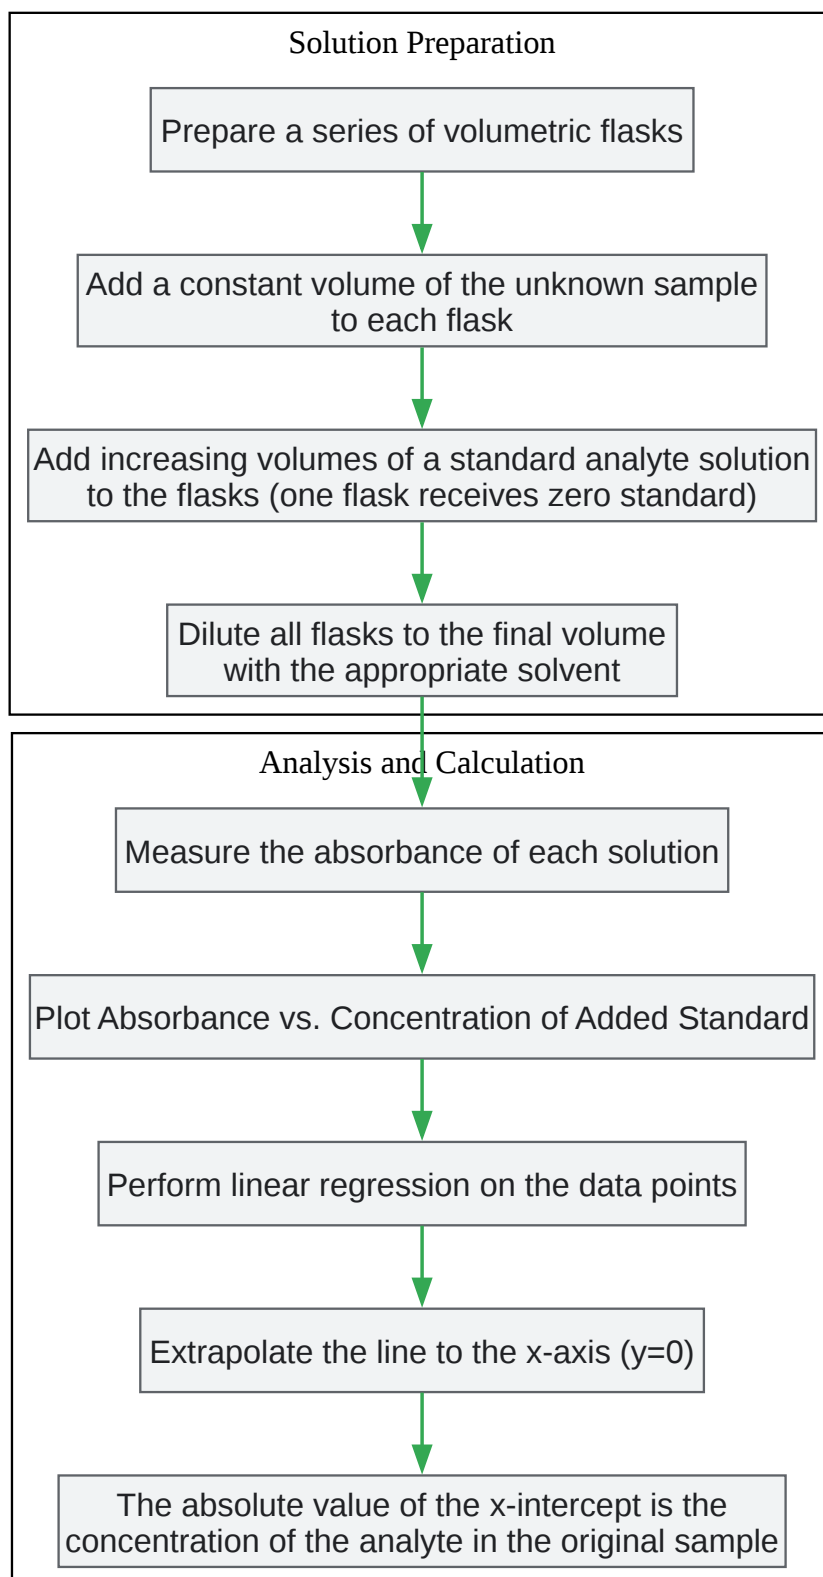 Solution Preparation
Prepare a series of volumetric flasks
Add a constant volume of the unknown sample
to each flask
Add increasing volumes of a standard analyte solution
to the flasks (one flask receives zero standard)
Dilute all flasks to the final volume
with the appropriate solvent
Analysis and Calculation
Measure the absorbance of each solution
Plot Absorbance vs. Concentration of Added Standard
Perform linear regression on the data points
Extrapolate the line to the x-axis (y=0)
The absolute value of the x-intercept is the
concentration of the analyte in the original sample